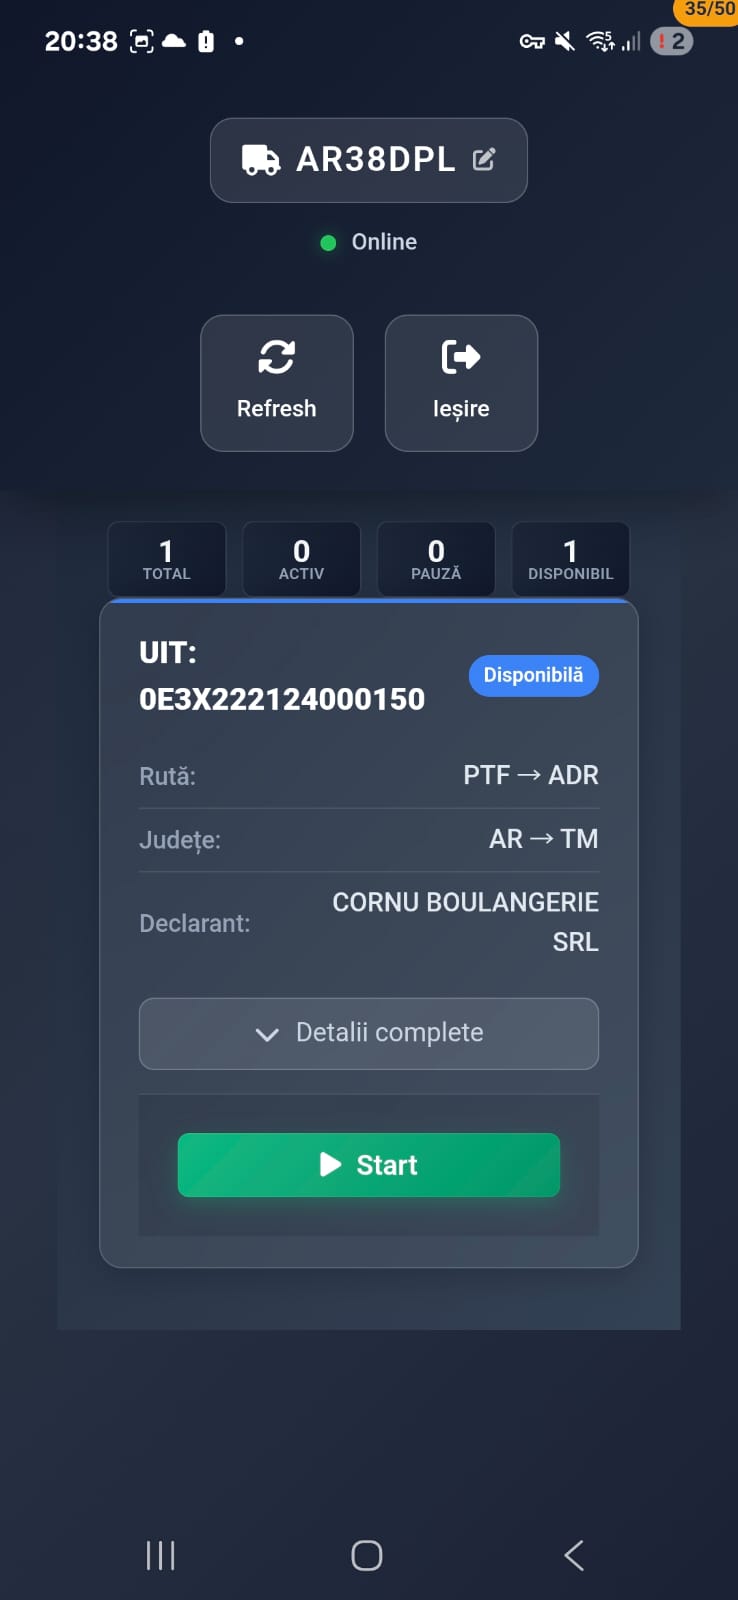 35/50
20:38
5
! 2
AR38DPL
Online
Refresh
Ieșire
1
TOTAL
0
ACTIV
0
PAUZĂ
1
DISPONIBIL
UIT:
0E3X222124000150
Disponibilă
Rută:
PTF → ADR
Județe:
AR → TM
Declarant:
CORNU BOULANGERIE
SRL
Detalii complete
Start